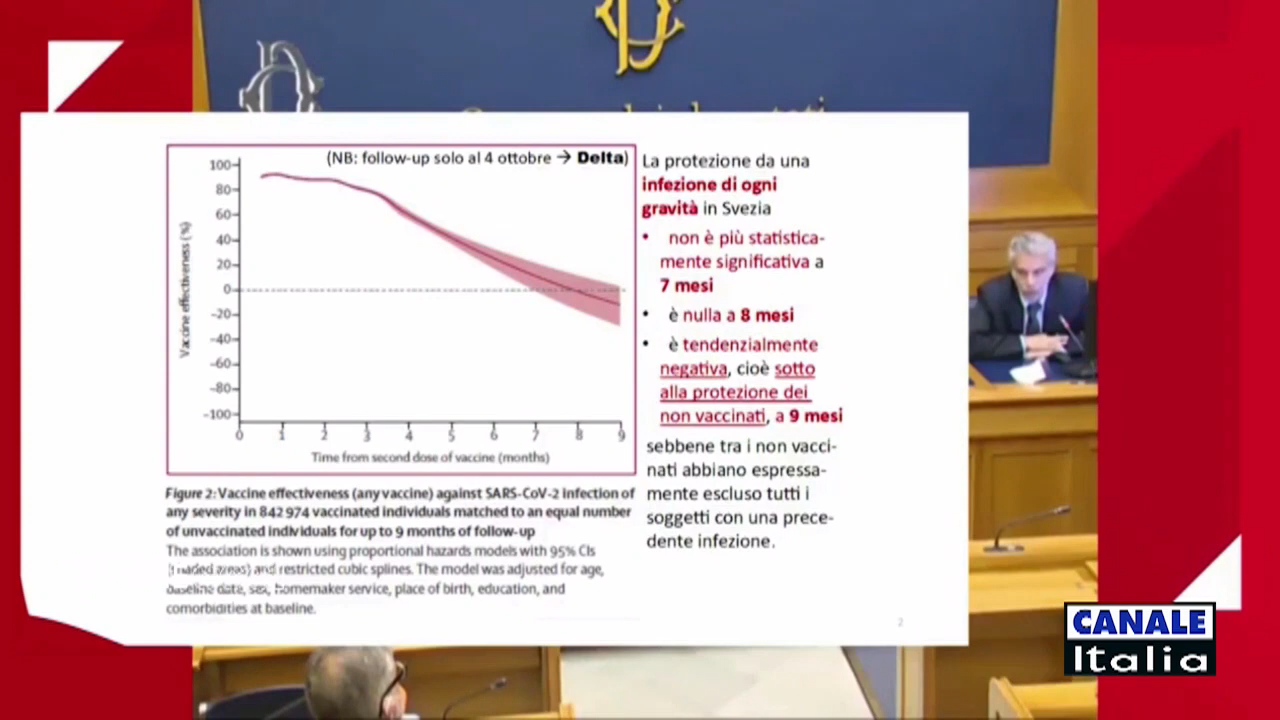 (NB: follow-up solo al 4 ottobre → Delta)
100
80
60
40
20
0
-20
-40
-60
-80
-100
Vaccine effectiveness (%)
0 1 2 3 4 5 6 7 8 9
Time from second dose of vaccine (months)
Figure 2: Vaccine effectiveness (any vaccine) against SARS-CoV-2 infection of
any severity in 842 974 vaccinated individuals matched to an equal number
of unvaccinated individuals for up to 9 months of follow-up
The association is shown using proportional hazards models with 95% CIs
(shaded areas) and restricted cubic splines. The model was adjusted for age,
baseline date, sex, homemaker service, place of birth, education, and
comorbidities at baseline.
La protezione da una
infezione di ogni
gravità in Svezia
• non è più statistica-
mente significativa a
7 mesi
• è nulla a 8 mesi
• è tendenzialmente
negativa, cioè sotto
alla protezione dei
non vaccinati, a 9 mesi
sebbene tra i non vacci-
nati abbiano espressa-
mente escluso tutti i
soggetti con una prece-
dente infezione.
2
CANALE
Italia